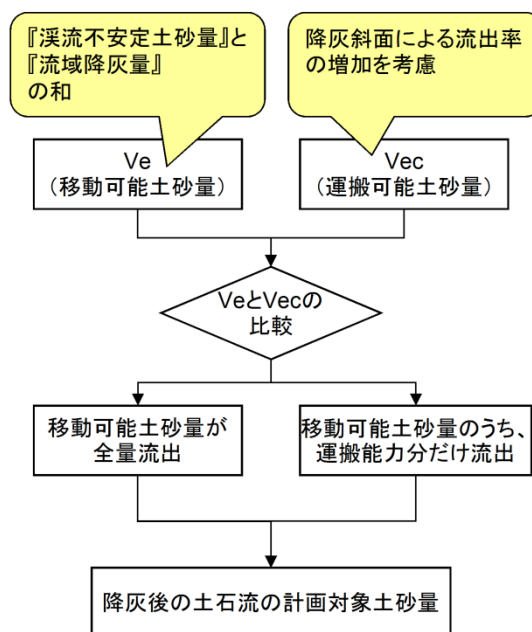 『渓流不安定土砂量』と
『流域降灰量』
の和
降灰斜面による流出率
の増加を考慮
Ve
（移動可能土砂量）
Vec
（運搬可能土砂量）
VeとVecの
比較
移動可能土砂量が
全量流出
移動可能土砂量のうち、
運搬能力分だけ流出
降灰後の土石流の計画対象土砂量